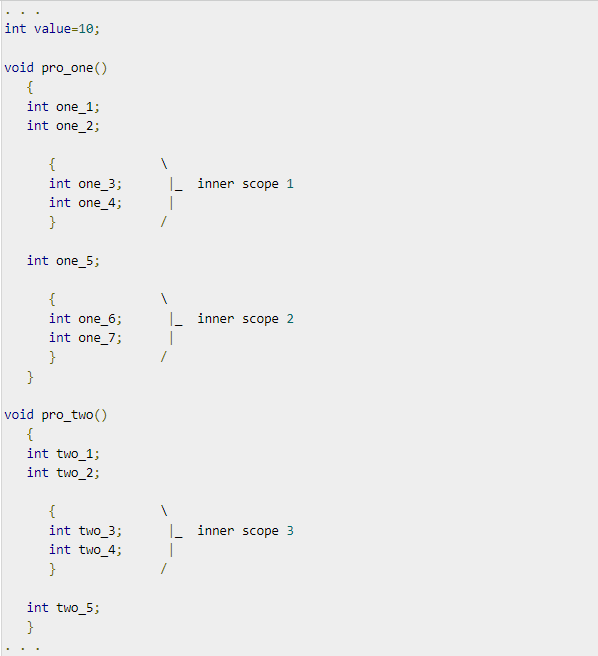 . . .
int value=10;
void pro_one()
{
int one_1;
int one_2;
{ \
int one_3; |_ inner scope 1
int one_4; |
} /
int one_5;
{ \
int one_6; |_ inner scope 2
int one_7; |
} /
}
void pro_two()
{
int two_1;
int two_2;
{ \
int two_3; |_ inner scope 3
int two_4; |
} /
int two_5;
}
. . .